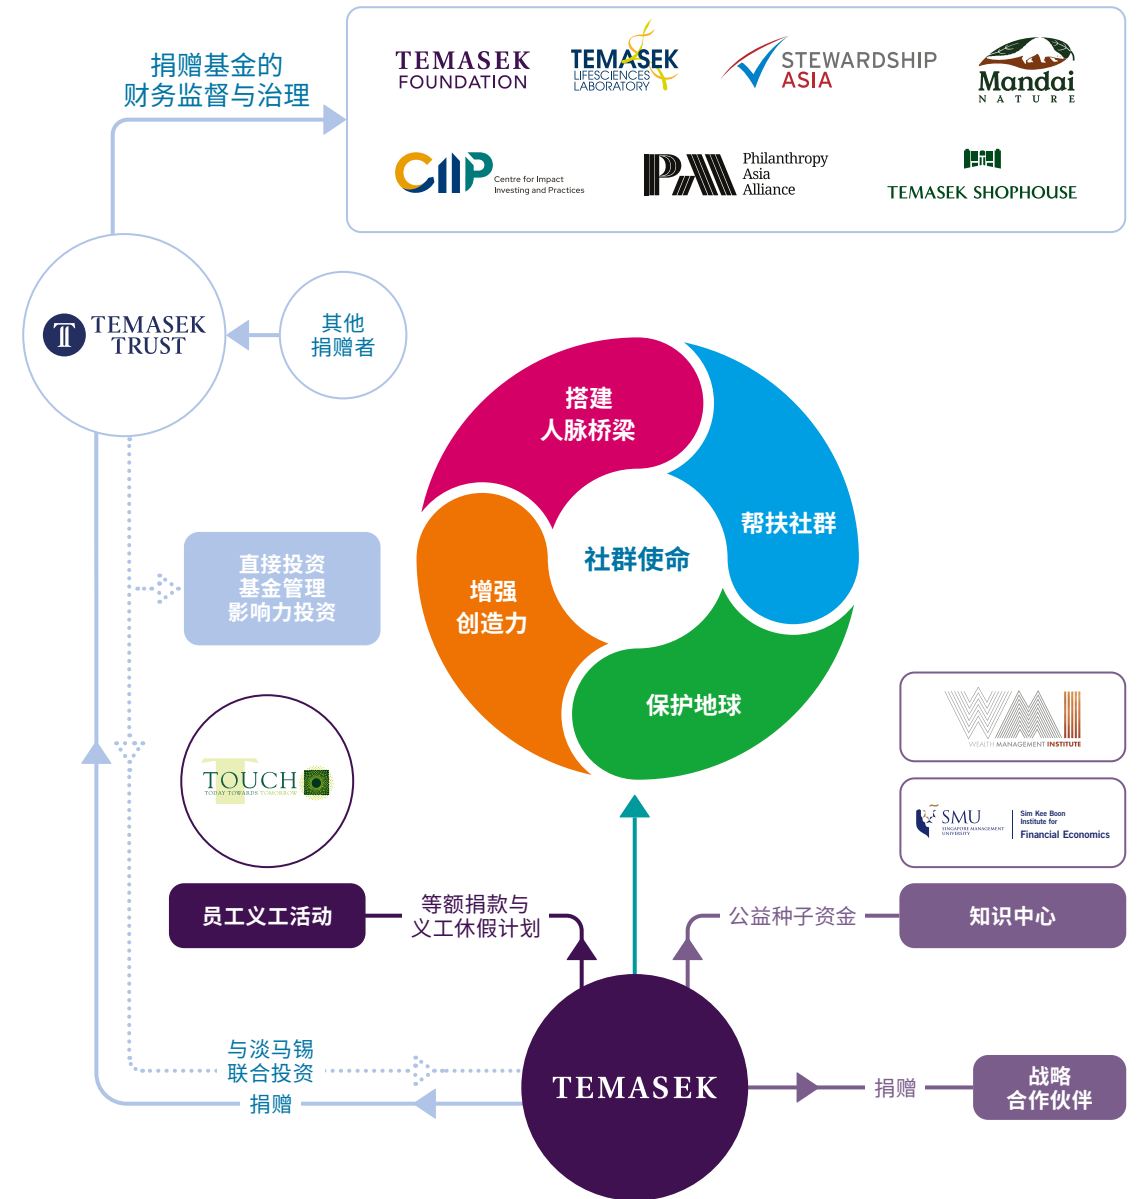 捐赠基金的
财务监督与治理
TEMASEK
FOUNDATION
TEMASEK
LIFESCIENCES
LABORATORY
STEWARDSHIP
ASIA
Mandai
NATURE
CIIP
Centre for Impact
Investing and Practices
PAA
Philanthropy
Asia
Alliance
TEMASEK SHOPHOUSE
T
TEMASEK
TRUST
其他
捐赠者
搭建
人脉桥梁
帮扶社群
社群使命
增强
创造力
保护地球
直接投资
基金管理
影响力投资
T
TOUCH
TODAY TOWARDS TOMORROW
WMI
WEALTH MANAGEMENT INSTITUTE
SMU
SINGAPORE MANAGEMENT
UNIVERSITY
Sim Kee Boon
Institute for
Financial Economics
员工义工活动
等额捐款与
义工休假计划
公益种子资金
知识中心
与淡马锡
联合投资
捐赠
TEMASEK
捐赠
战略
合作伙伴